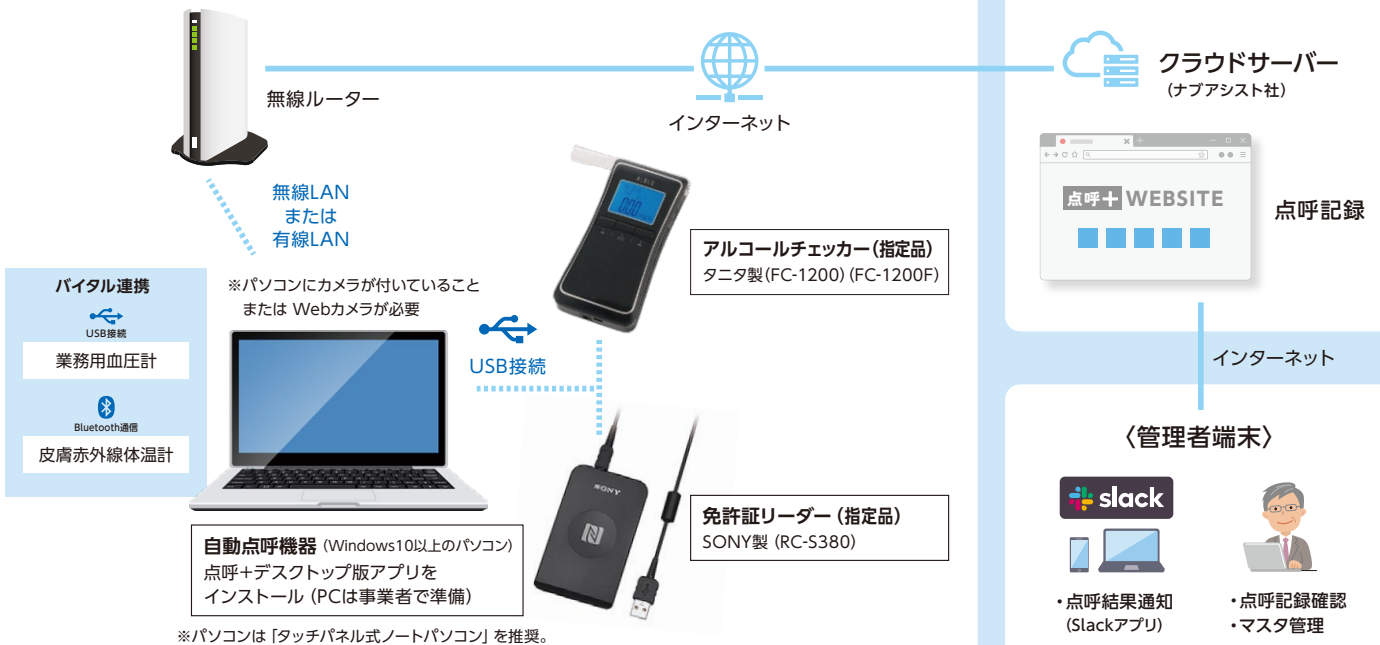 無線ルーター
インターネット
クラウドサーバー
(ナブアシスト社)
点呼+ WEBSITE
点呼記録
無線LAN
または
有線LAN
アルコールチェッカー(指定品)
タニタ製(FC-1200) (FC-1200F)
バイタル連携
USB接続
業務用血圧計
Bluetooth通信
皮膚赤外線体温計
※パソコンにカメラが付いていること
または Webカメラが必要
USB接続
インターネット
〈管理者端末〉
slack
・点呼結果通知
(Slackアプリ)
・点呼記録確認
・マスタ管理
SONY
免許証リーダー (指定品)
SONY製 (RC-S380)
自動点呼機器 (Windows10以上のパソコン)
点呼+デスクトップ版アプリを
インストール (PCは事業者で準備)
※パソコンは「タッチパネル式ノートパソコン」を推奨。